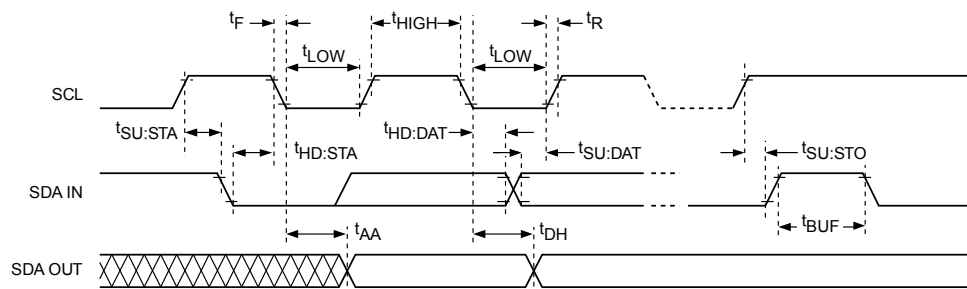 tF
tHIGH
tR
tLOW
tLOW
SCL
tSU:STA
tHD:STA
tHD:DAT
tSU:DAT
tSU:STO
SDA IN
tAA
tDH
tBUF
SDA OUT